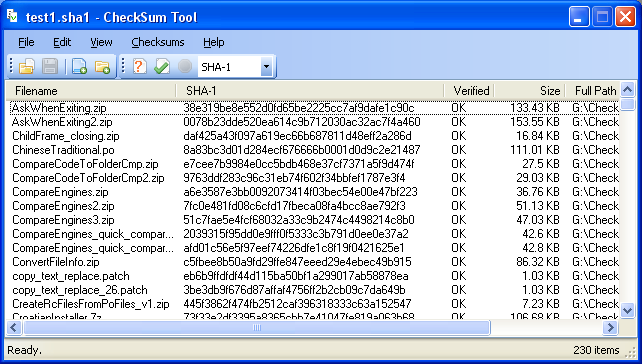 test1.sha1 - CheckSum Tool
File Edit View Checksums Help
SHA-1
Filename SHA-1 Verified Size Full Path
AskWhenExiting.zip 38e319be8e552d0fd65be2225cc7af9dafe1c90c OK 133.43 KB G:\Check
AskWhenExiting2.zip 0078b23dde520ea614c9b712030ac32ac7f4a460 OK 153.55 KB G:\Check
ChildFrame_closing.zip daf425a43f097a619ec66b687811d48eff2a286d OK 16.84 KB G:\Check
ChineseTraditional.po 8a83bc3d01d284ecf676666b0001d0d9c2e21487 OK 111.01 KB G:\Check
CompareCodeToFolderCmp.zip e7cee7b9984e0cc5bdb468e37cf7371a5f9d474f OK 27.5 KB G:\Check
CompareCodeToFolderCmp2.zip 9763ddf283c96c31eb74f602f34bbfef1787e3f4 OK 29.03 KB G:\Check
CompareEngines.zip a6e3587e3bb0092073414f03bec54e00e47bf223 OK 36.76 KB G:\Check
CompareEngines2.zip 7fc0e481fd08c6cfd17beca08fa4bcc8ae792f3 OK 51.13 KB G:\Check
CompareEngines3.zip 51c7fae5e4fcf68032a33c9b2474c4498214c8b0 OK 47.03 KB G:\Check
CompareEngines_quick_compar... 2039315f95dd0e9fff0f5333c3b791d0ee0e37a2 OK 42.6 KB G:\Check
CompareEngines_quick_compar... afd01c56e5f97eef74226dfe1c8f19f0421625e1 OK 42.8 KB G:\Check
ConvertFileInfo.zip c5fbee8b50a9fd29ffe847eeed29e4ebec49b915 OK 86.32 KB G:\Check
copy_text_replace.patch eb6b9ffdfdf44d115ba50bf1a299017ab58878ea OK 1.03 KB G:\Check
copy_text_replace_26.patch 3be3db9f676d87affaf4756ff2b2cb09c7da649b OK 1.03 KB G:\Check
CreateRcFilesFromPoFiles_v1.zip 445f3862f474fb2512caf396318333c63a152547 OK 7.23 KB G:\Check
CroatianInstaller.7z 73f33e2df3395a8365cbb7e41047fe819a063b68 OK 106.68 KB G:\Check
Ready. 230 items